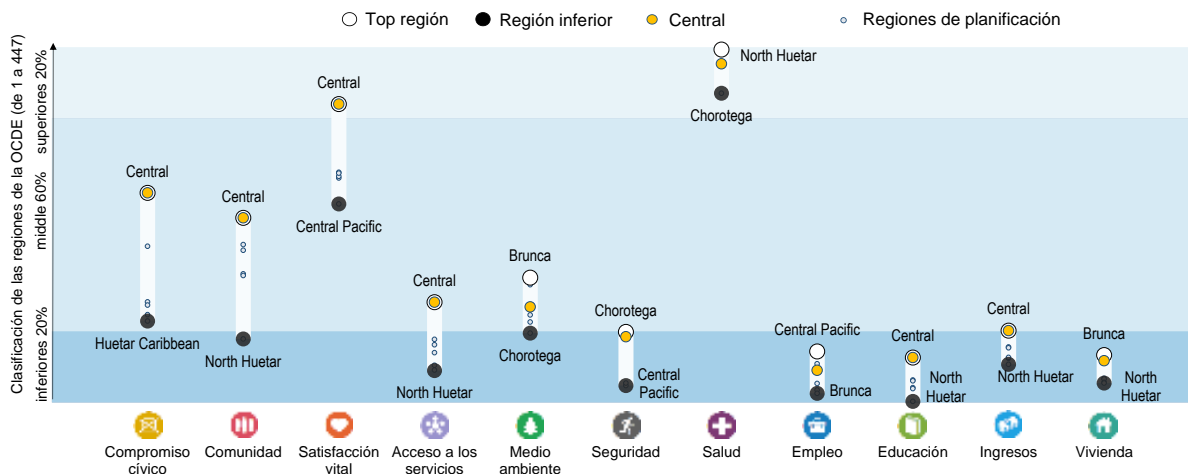 Top región
Región inferior
Central
Regiones de planificación
Clasificación de las regiones de la OCDE (de 1 a 447)
superiores 20%
middle 60%
inferiores 20%
Central
Huetar Caribbean
Central
North Huetar
Central
Central Pacific
Central
North Huetar
Brunca
Chorotega
Chorotega
Central
Pacific
North Huetar
Chorotega
Central Pacific
Brunca
Central
North
Huetar
Central
North Huetar
Brunca
North
Huetar
Compromiso
cívico
Comunidad
Satisfacción
vital
Acceso a los
servicios
Medio
ambiente
Seguridad
Salud
Empleo
Educación
Ingresos
Vivienda